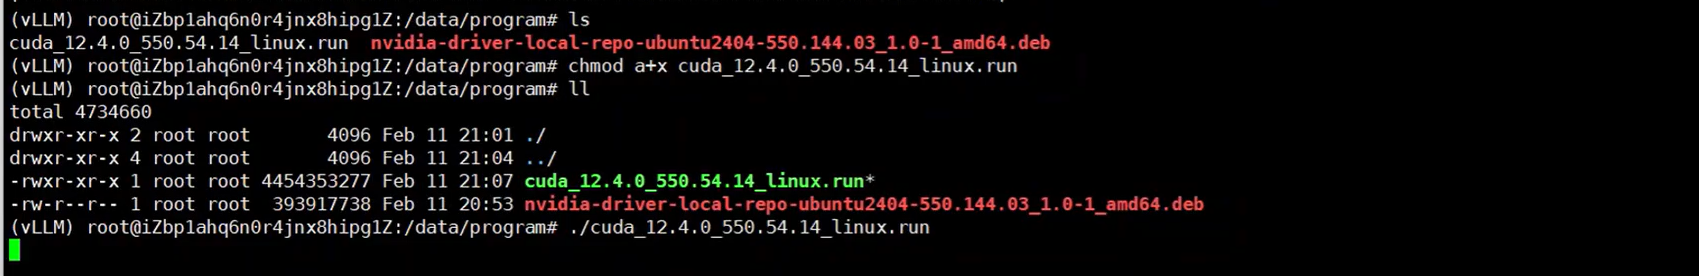 (vLLM) root@iZbp1ahq6n0r4jnx8hipg1Z:/data/program# ls
cuda_12.4.0_550.54.14_linux.run  nvidia-driver-local-repo-ubuntu2404-550.144.03_1.0-1_amd64.deb
(vLLM) root@iZbp1ahq6n0r4jnx8hipg1Z:/data/program# chmod a+x cuda_12.4.0_550.54.14_linux.run
(vLLM) root@iZbp1ahq6n0r4jnx8hipg1Z:/data/program# ll
total 4734660
drwxr-xr-x 2 root root       4096 Feb 11 21:01 ./
drwxr-xr-x 4 root root       4096 Feb 11 21:04 ../
-rwxr-xr-x 1 root root 4454353277 Feb 11 21:07 cuda_12.4.0_550.54.14_linux.run*
-rw-r--r-- 1 root root  393917738 Feb 11 20:53 nvidia-driver-local-repo-ubuntu2404-550.144.03_1.0-1_amd64.deb
(vLLM) root@iZbp1ahq6n0r4jnx8hipg1Z:/data/program# ./cuda_12.4.0_550.54.14_linux.run